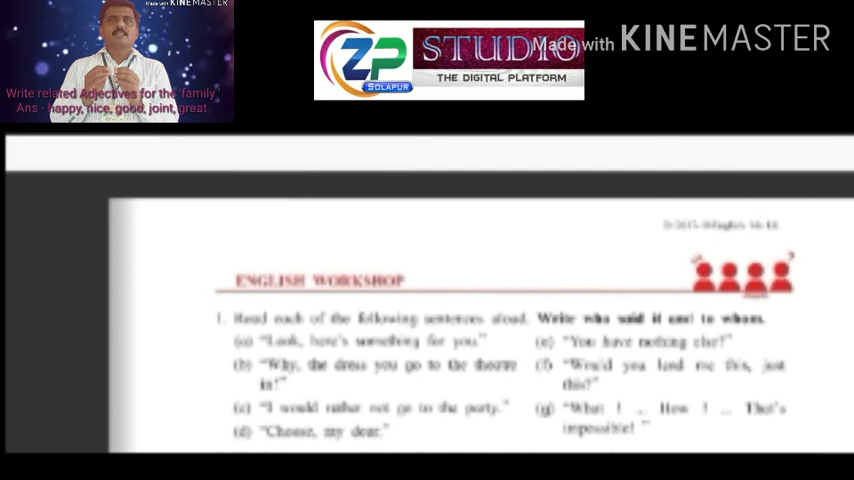 Made with KINEMASTER
Write related Adjectives for the 'family'
Ans - happy, nice, good, joint, great
ZP
SOLAPUR
STUDIO
THE DIGITAL PLATFORM
Made with KINEMASTER
ENGLISH WORKSHOP
1. Read each of the following sentences aloud. Write who said it and to whom.
(a) "Look, here's something for you."
(b) "Why, the dress you go to the theatre
in!"
(c) "I would rather not go to the party."
(d) "Choose, my dear."
(e) "You have nothing else?"
(f) "Would you lend me this, just
this?"
(g) "What ! ... How ! ... That's
impossible! "